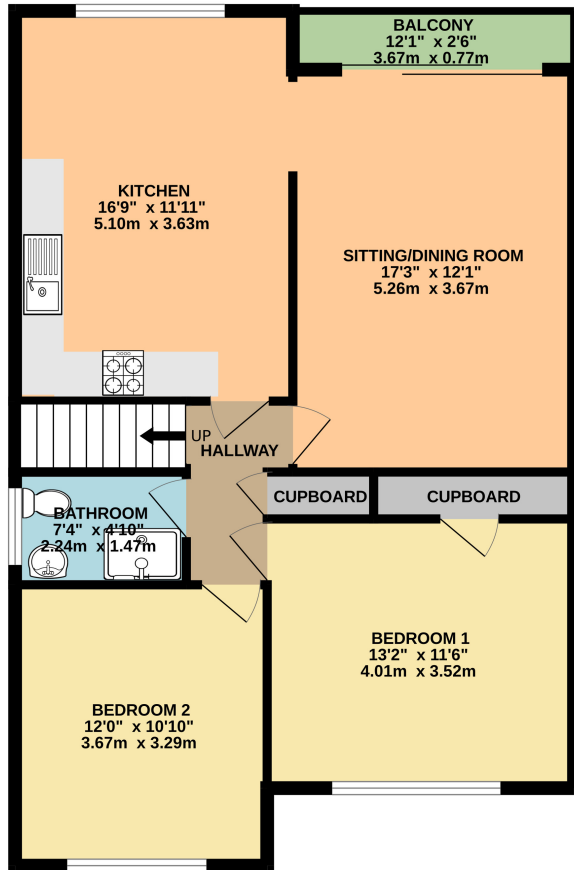 BALCONY
12'1" x 2'6"
3.67m x 0.77m
KITCHEN
16'9" x 11'11"
5.10m x 3.63m
SITTING/DINING ROOM
17'3" x 12'1"
5.26m x 3.67m
UP
HALLWAY
CUPBOARD
CUPBOARD
BATHROOM
7'4" x 4'10"
2.24m x 1.47m
BEDROOM 1
13'2" x 11'6"
4.01m x 3.52m
BEDROOM 2
12'0" x 10'10"
3.67m x 3.29m